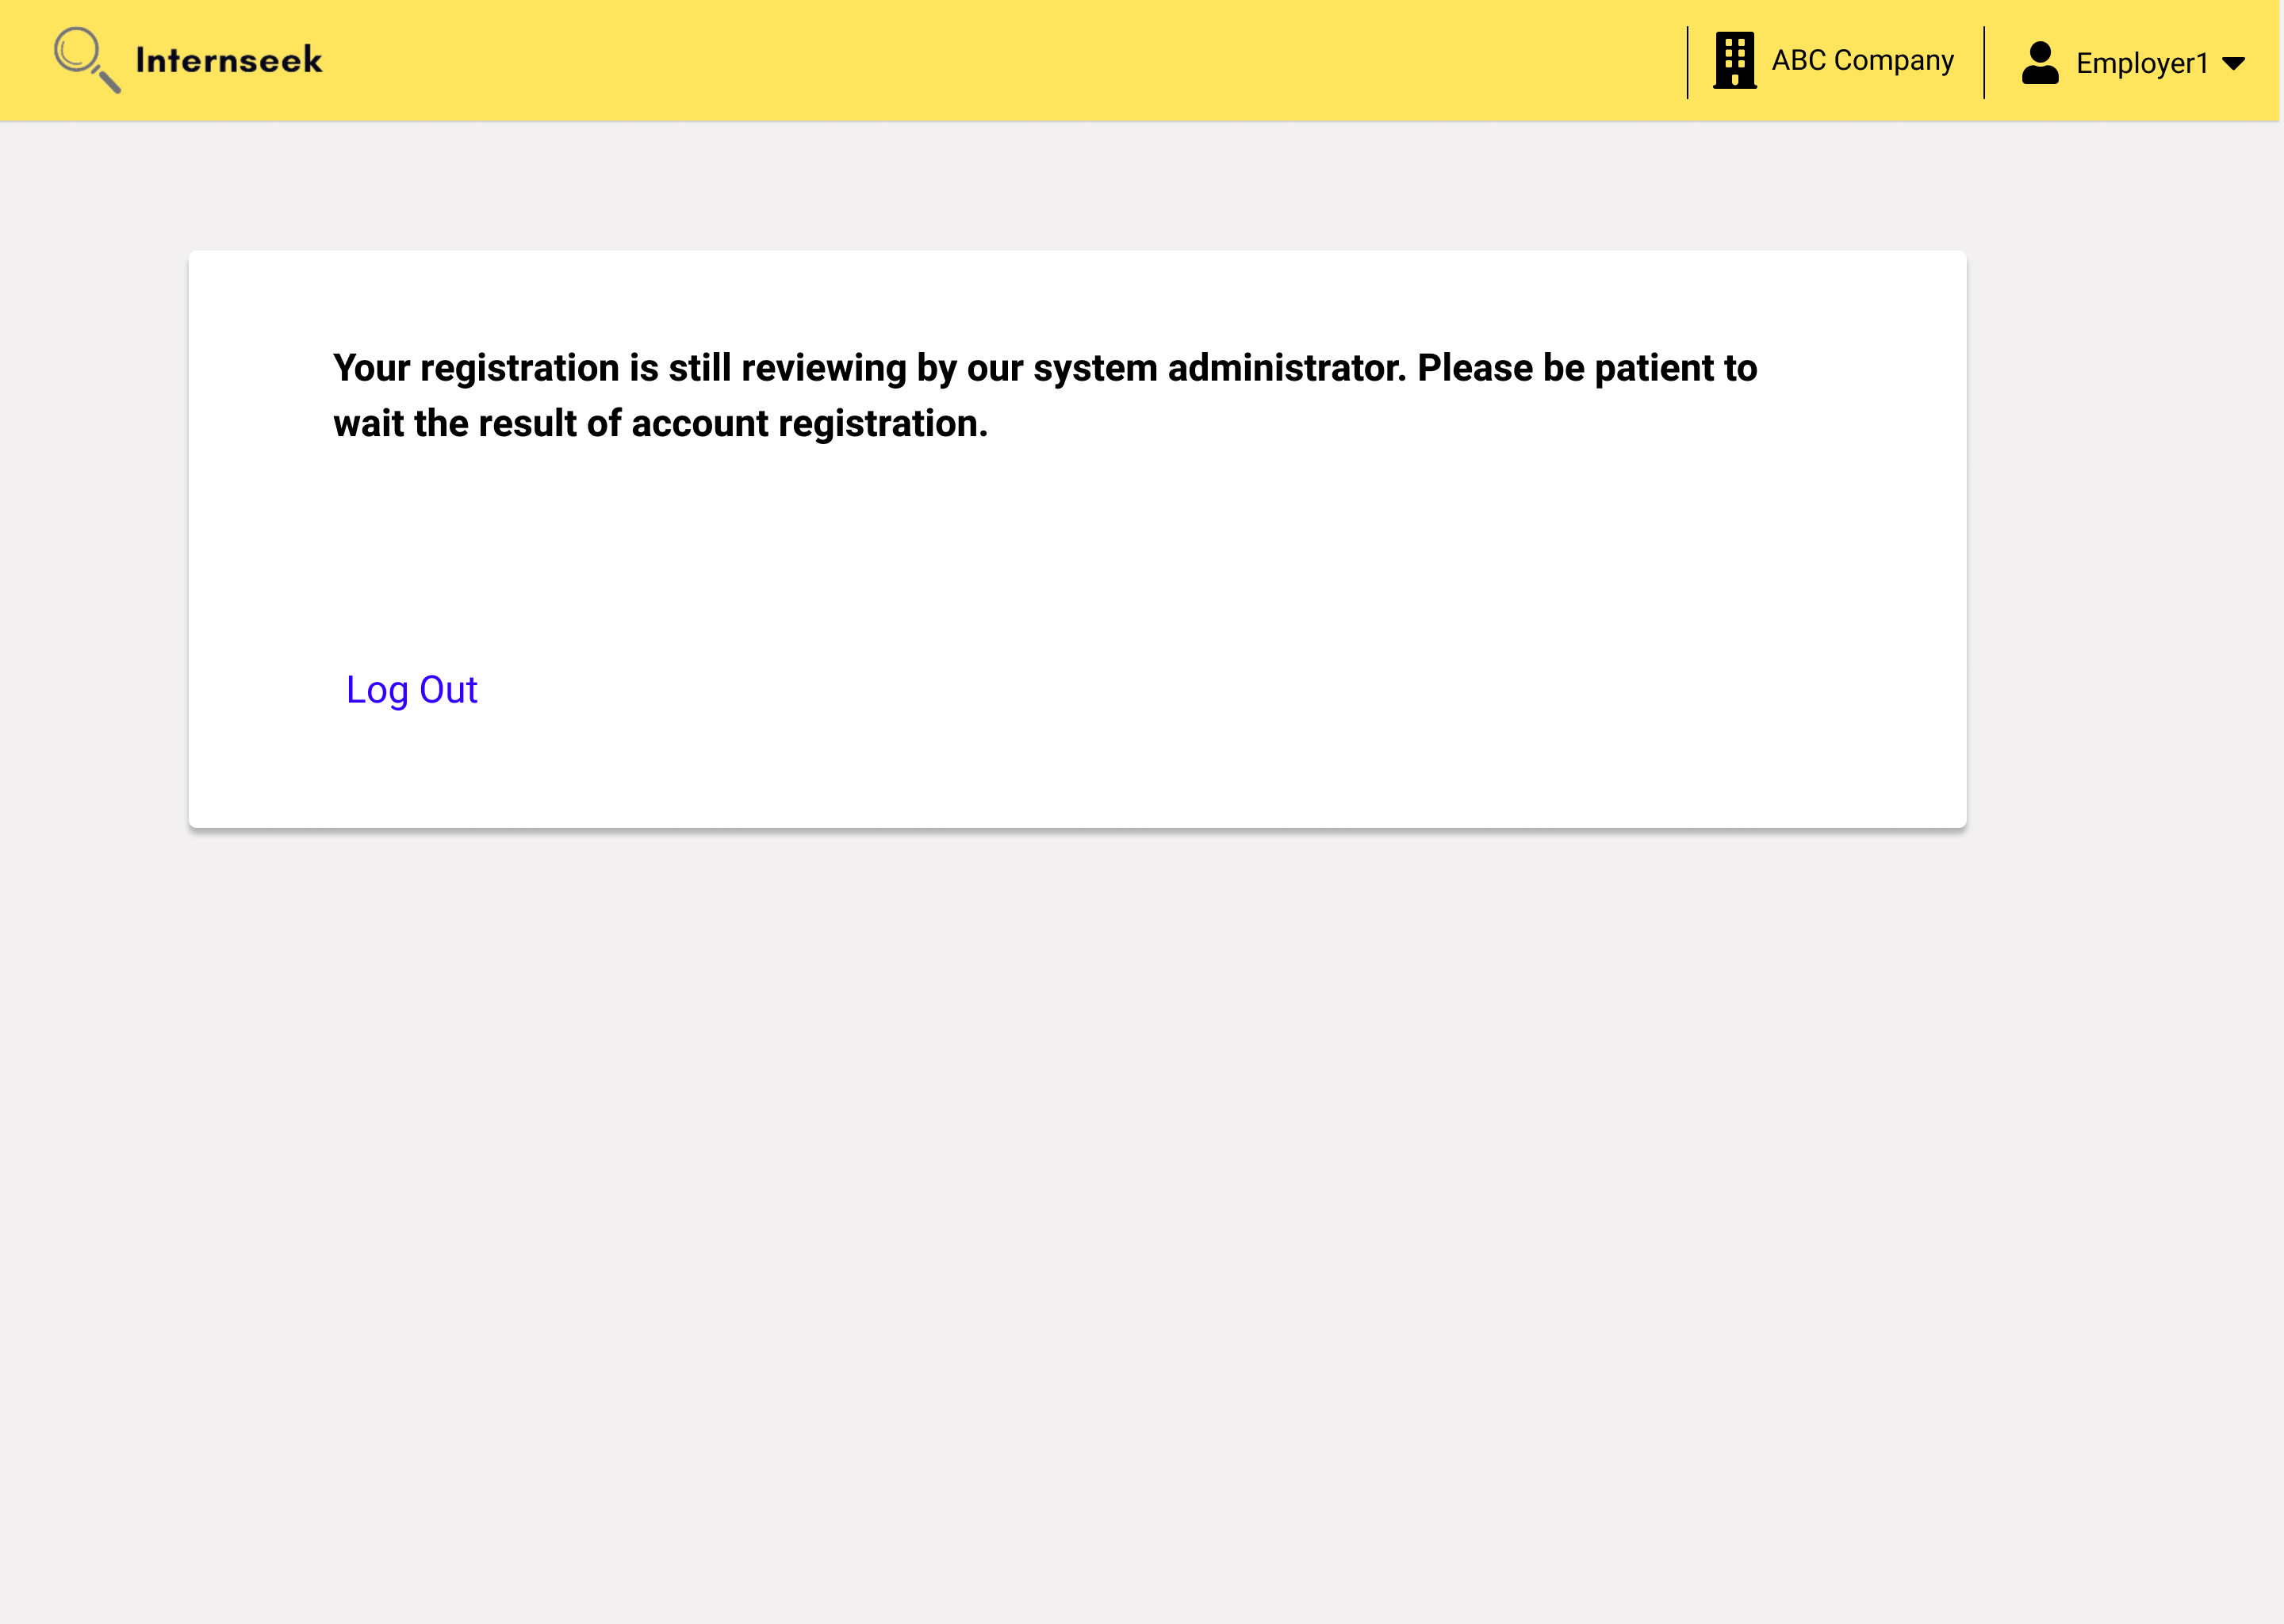 Internseek
ABC Company
Employer1
Your registration is still reviewing by our system administrator. Please be patient to
wait the result of account registration.
Log Out